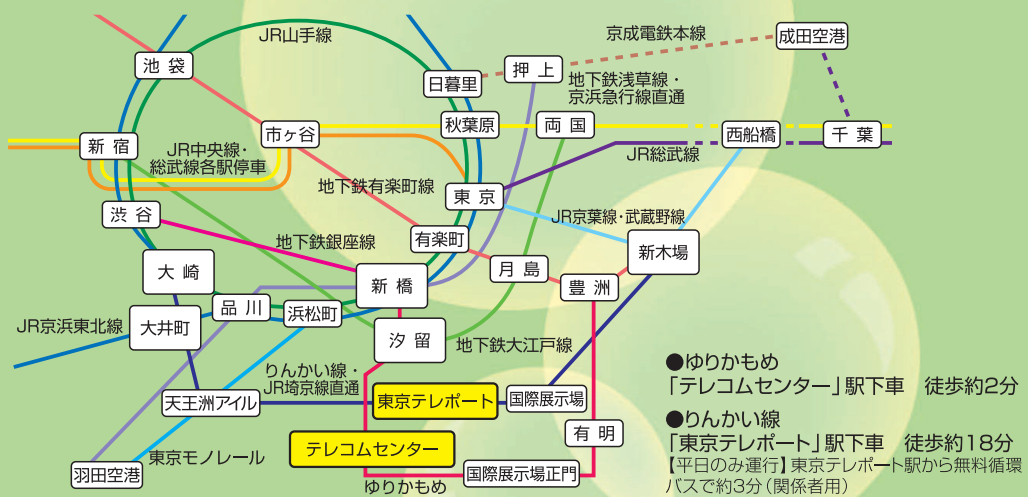 JR山手線
京成電鉄本線
成田空港
池袋
日暮里
押上
地下鉄浅草線・
京浜急行線直通
新宿
市ヶ谷
秋葉原
両国
西船橋
千葉
JR中央線・
総武線各駅停車
JR総武線
地下鉄有楽町線
東京
渋谷
JR京葉線・武蔵野線
地下鉄銀座線
有楽町
新木場
大崎
新橋
月島
豊洲
品川
浜松町
JR京浜東北線
大井町
汐留
地下鉄大江戸線
りんかい線・
JR埼京線直通
天王洲アイル
東京テレポート
国際展示場
有明
テレコムセンター
東京モノレール
羽田空港
国際展示場正門
ゆりかもめ
●ゆりかもめ
「テレコムセンター」駅下車　徒歩約2分
●りんかい線
「東京テレポート」駅下車　徒歩約18分
【平日のみ運行】東京テレポート駅から無料循環
バスで約3分（関係者用）